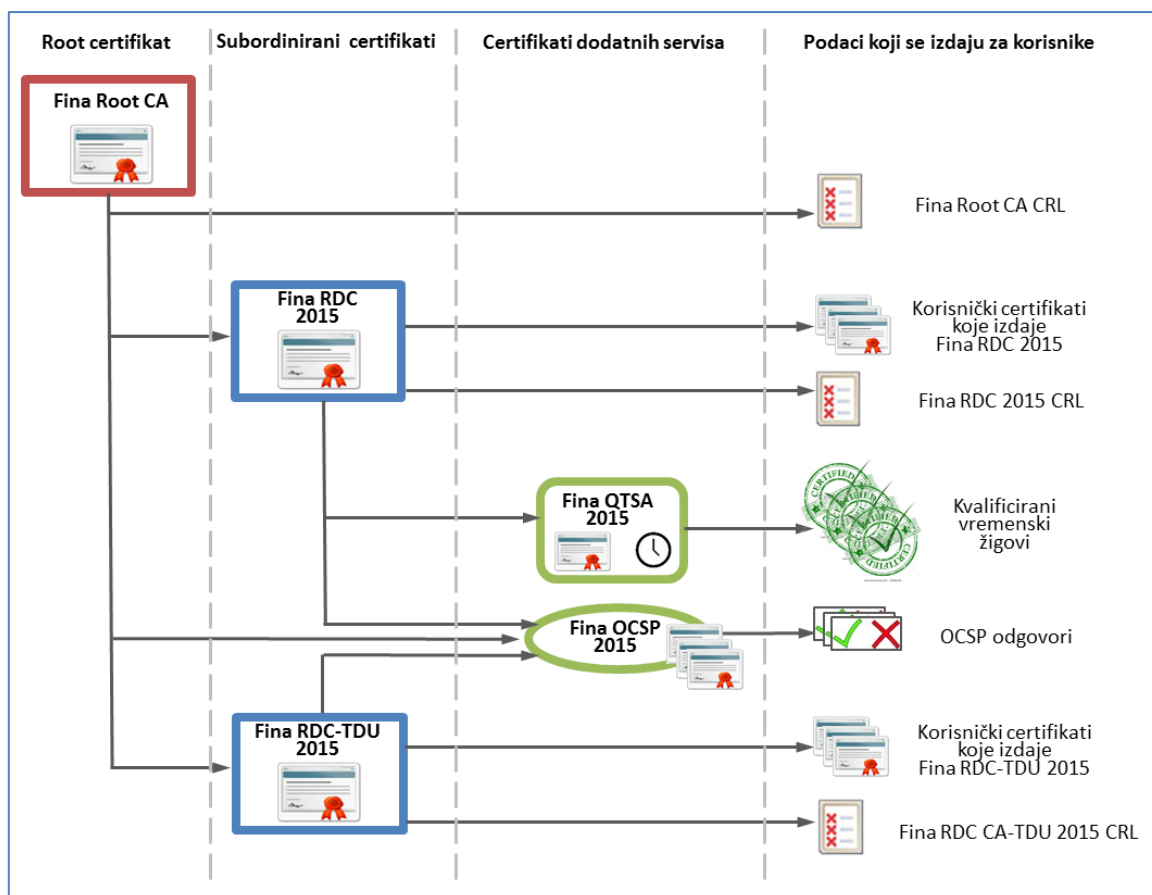 Root certifikat
Subordinirani certifikati
Certifikati dodatnih servisa
Podaci koji se izdaju za korisnike
Fina Root CA
Fina Root CA CRL
Fina RDC
2015
Korisnički certifikati
koje izdaje
Fina RDC 2015
Fina RDC 2015 CRL
Fina QTSA
2015
CERTIFIED
CERTIFIED
Kvalificirani
vremenski
žigovi
Fina OCSP
2015
OCSP odgovori
Fina RDC-TDU
2015
Korisnički certifikati
koje izdaje
Fina RDC-TDU 2015
Fina RDC CA-TDU 2015 CRL